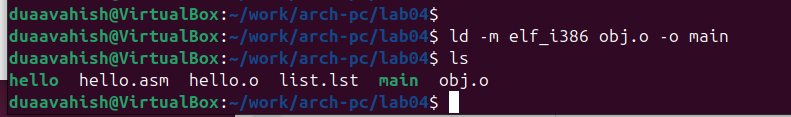 duaavahish@VirtualBox:~/work/arch-pc/lab04$
duaavahish@VirtualBox:~/work/arch-pc/lab04$ ld -m elf_i386 obj.o -o main
duaavahish@VirtualBox:~/work/arch-pc/lab04$ ls
hello  hello.asm  hello.o  list.lst  main  obj.o
duaavahish@VirtualBox:~/work/arch-pc/lab04$